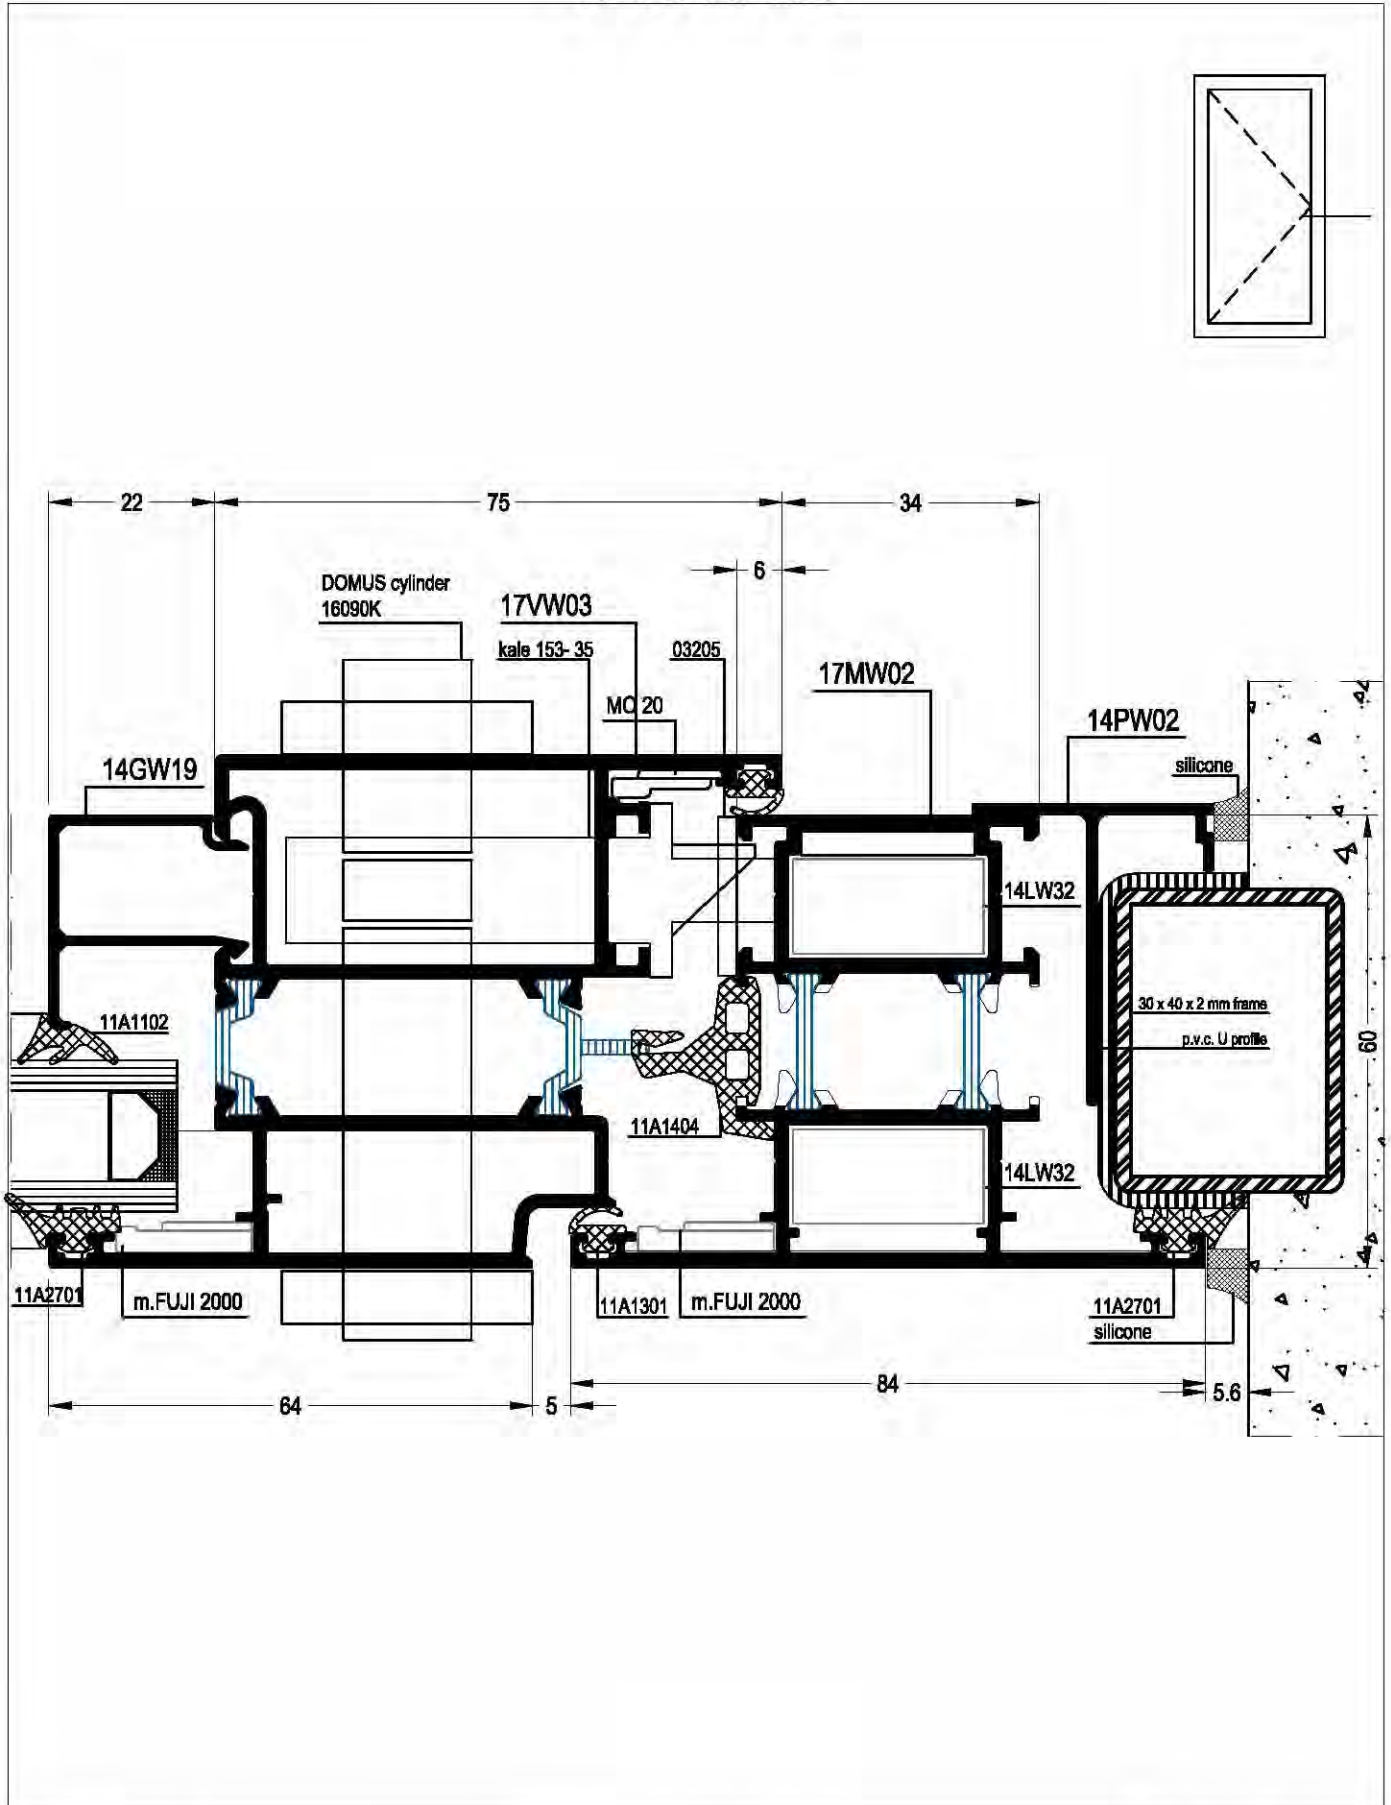 22
75
34
6
DOMUS cylinder
16090K
17VW03
kale 153- 35
03205
MC 20
17MW02
14PW02
silicone
14GW19
14LW32
30 x 40 x 2 mm frame
p.v.c. U profile
60
11A1102
11A1404
14LW32
11A2701
m.FUJI 2000
11A1301
m.FUJI 2000
11A2701
silicone
84
5.6
64
5